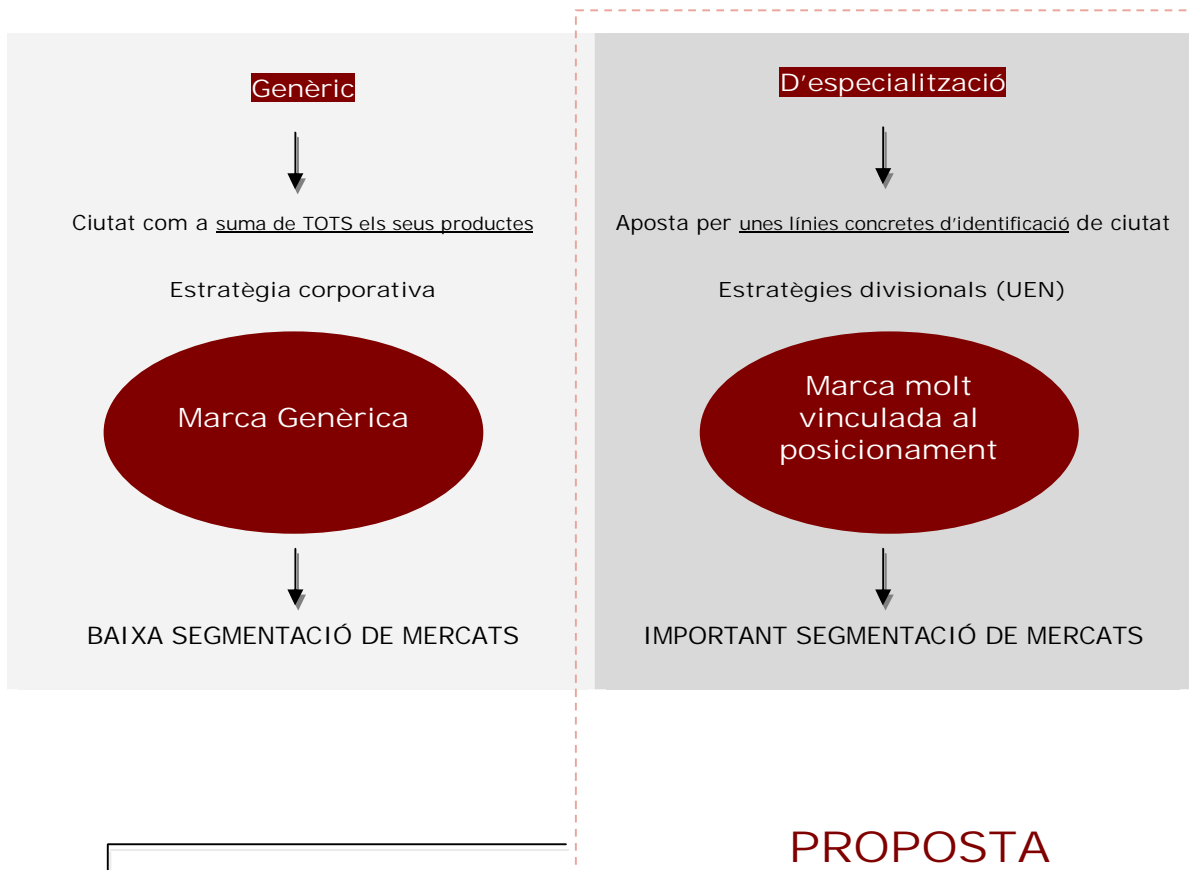 Genèric
Ciutat com a suma de TOTS els seus productes
Estratègia corporativa
Marca Genèrica
BAIXA SEGMENTACIÓ DE MERCATS
D'especialització
Aposta per unes línies concretes d'identificació de ciutat
Estratègies divisionals (UEN)
Marca molt
vinculada al
posicionament
IMPORTANT SEGMENTACIÓ DE MERCATS
PROPOSTA